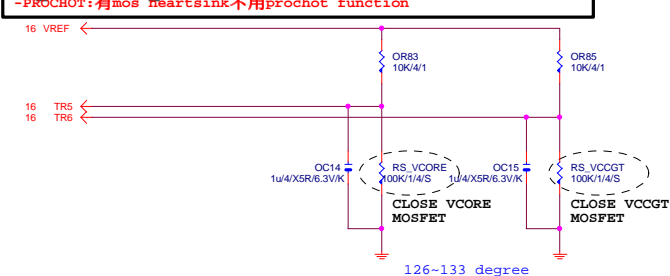 -PROCHOT:有mos heartsink不用prochot function
16 VREF
OR83
10K/4/1
OR85
10K/4/1
16 TR5
16 TR6
OC14
1u/4/X5R/6.3V/K
RS_VCORE
100K/1/4/S
OC15
1u/4/X5R/6.3V/K
RS_VCCGT
100K/1/4/S
CLOSE VCORE
MOSFET
CLOSE VCCGT
MOSFET
126~133 degree